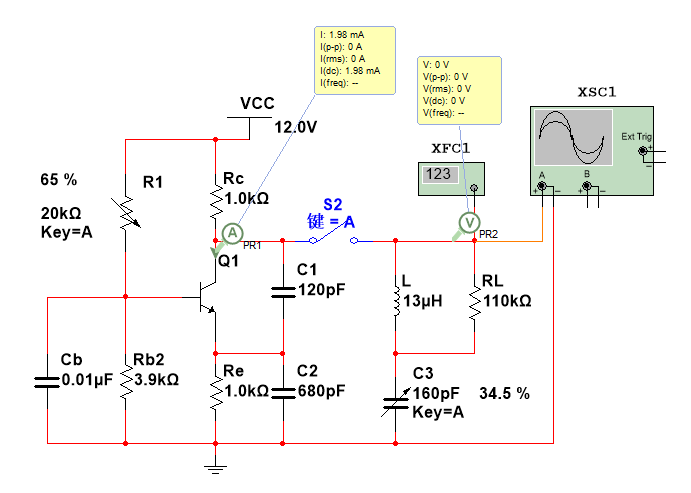 I: 1.98 mA
I(p-p): 0 A
I(rms): 0 A
I(dc): 1.98 mA
I(freq): --
V: 0 V
V(p-p): 0 V
V(rms): 0 V
V(dc): 0 V
V(freq): --
XSC1
VCC
12.0V
XFC1
123
Ext Trig
+
−
A
B
+
−
+
−
65 %
R1
20kΩ
Key=A
Rc
1.0kΩ
S2
键 = A
A
PR1
V
PR2
Q1
C1
120pF
L
13μH
RL
110kΩ
Cb
0.01μF
Rb2
3.9kΩ
Re
1.0kΩ
C2
680pF
C3
160pF
Key=A
34.5 %